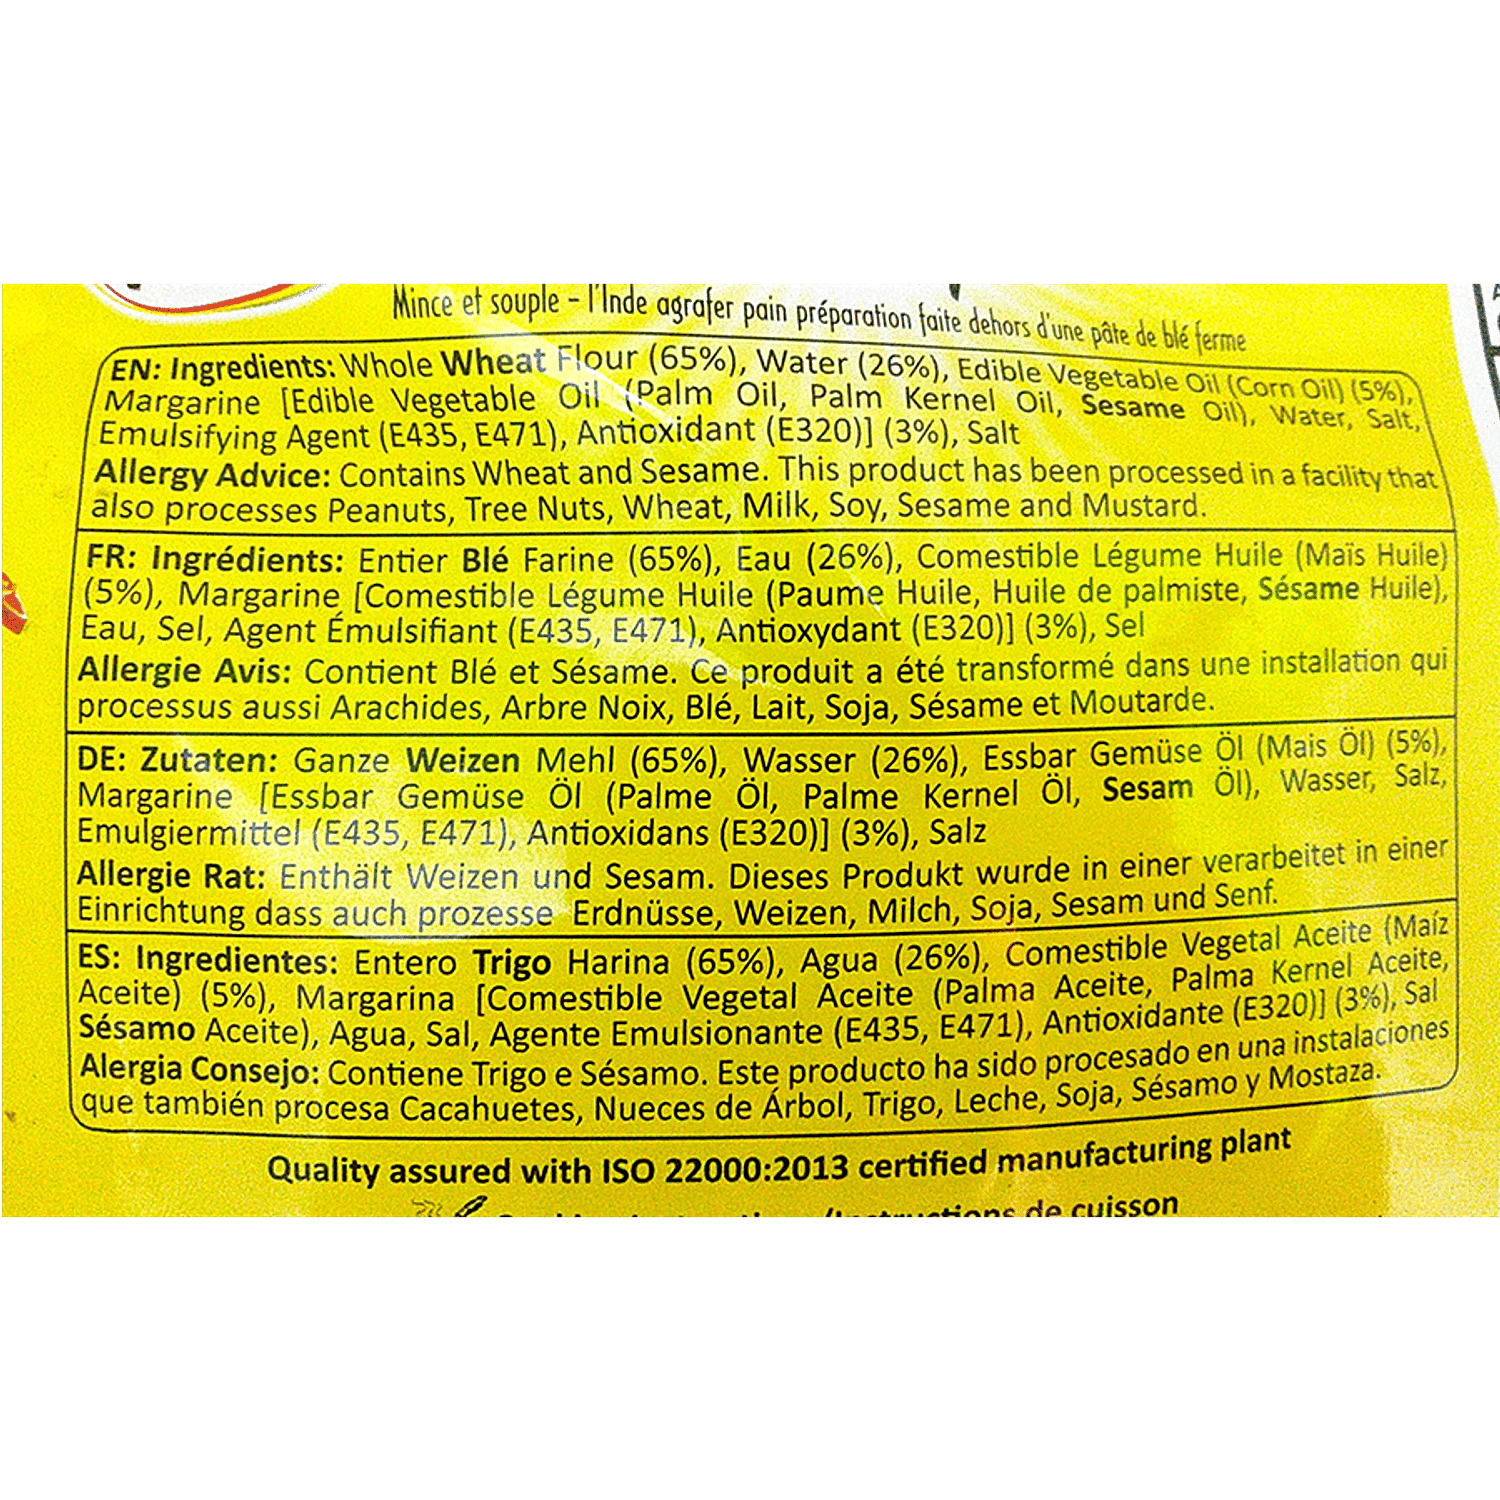 Mince et souple - l'Inde agrafer pain préparation faite dehors d'une pâte de blé ferme
EN: Ingredients: Whole Wheat Flour (65%), Water (26%), Edible Vegetable Oil (Corn Oil) (5%),
Margarine [Edible Vegetable Oil (Palm Oil, Palm Kernel Oil, Sesame Oil), Water, Salt,
Emulsifying Agent (E435, E471), Antioxidant (E320)] (3%), Salt
Allergy Advice: Contains Wheat and Sesame. This product has been processed in a facility that
also processes Peanuts, Tree Nuts, Wheat, Milk, Soy, Sesame and Mustard.
FR: Ingrédients: Entier Blé Farine (65%), Eau (26%), Comestible Légume Huile (Maïs Huile)
(5%), Margarine [Comestible Légume Huile (Paume Huile, Huile de palmiste, Sésame Huile),
Eau, Sel, Agent Émulsifiant (E435, E471), Antioxydant (E320)] (3%), Sel
Allergie Avis: Contient Blé et Sésame. Ce produit a été transformé dans une installation qui
processus aussi Arachides, Arbre Noix, Blé, Lait, Soja, Sésame et Moutarde.
DE: Zutaten: Ganze Weizen Mehl (65%), Wasser (26%), Essbar Gemüse Öl (Mais Öl) (5%),
Margarine [Essbar Gemüse Öl (Palme Öl, Palme Kernel Öl, Sesam Öl), Wasser, Salz,
Emulgiermittel (E435, E471), Antioxidans (E320)] (3%), Salz
Allergie Rat: Enthält Weizen und Sesam. Dieses Produkt wurde in einer verarbeitet in einer
Einrichtung dass auch prozesse Erdnüsse, Weizen, Milch, Soja, Sesam und Senf.
ES: Ingredientes: Entero Trigo Harina (65%), Agua (26%), Comestible Vegetal Aceite (Maíz
Aceite) (5%), Margarina [Comestible Vegetal Aceite (Palma Aceite, Palma Kernel Aceite,
Sésamo Aceite), Agua, Sal, Agente Emulsionante (E435, E471), Antioxidante (E320)] (3%), Sal
Alergia Consejo: Contiene Trigo e Sésamo. Este producto ha sido procesado en una instalaciones
que también procesa Cacahuetes, Nueces de Árbol, Trigo, Leche, Soja, Sésamo y Mostaza.
Quality assured with ISO 22000:2013 certified manufacturing plant
/Instructions de cuisson